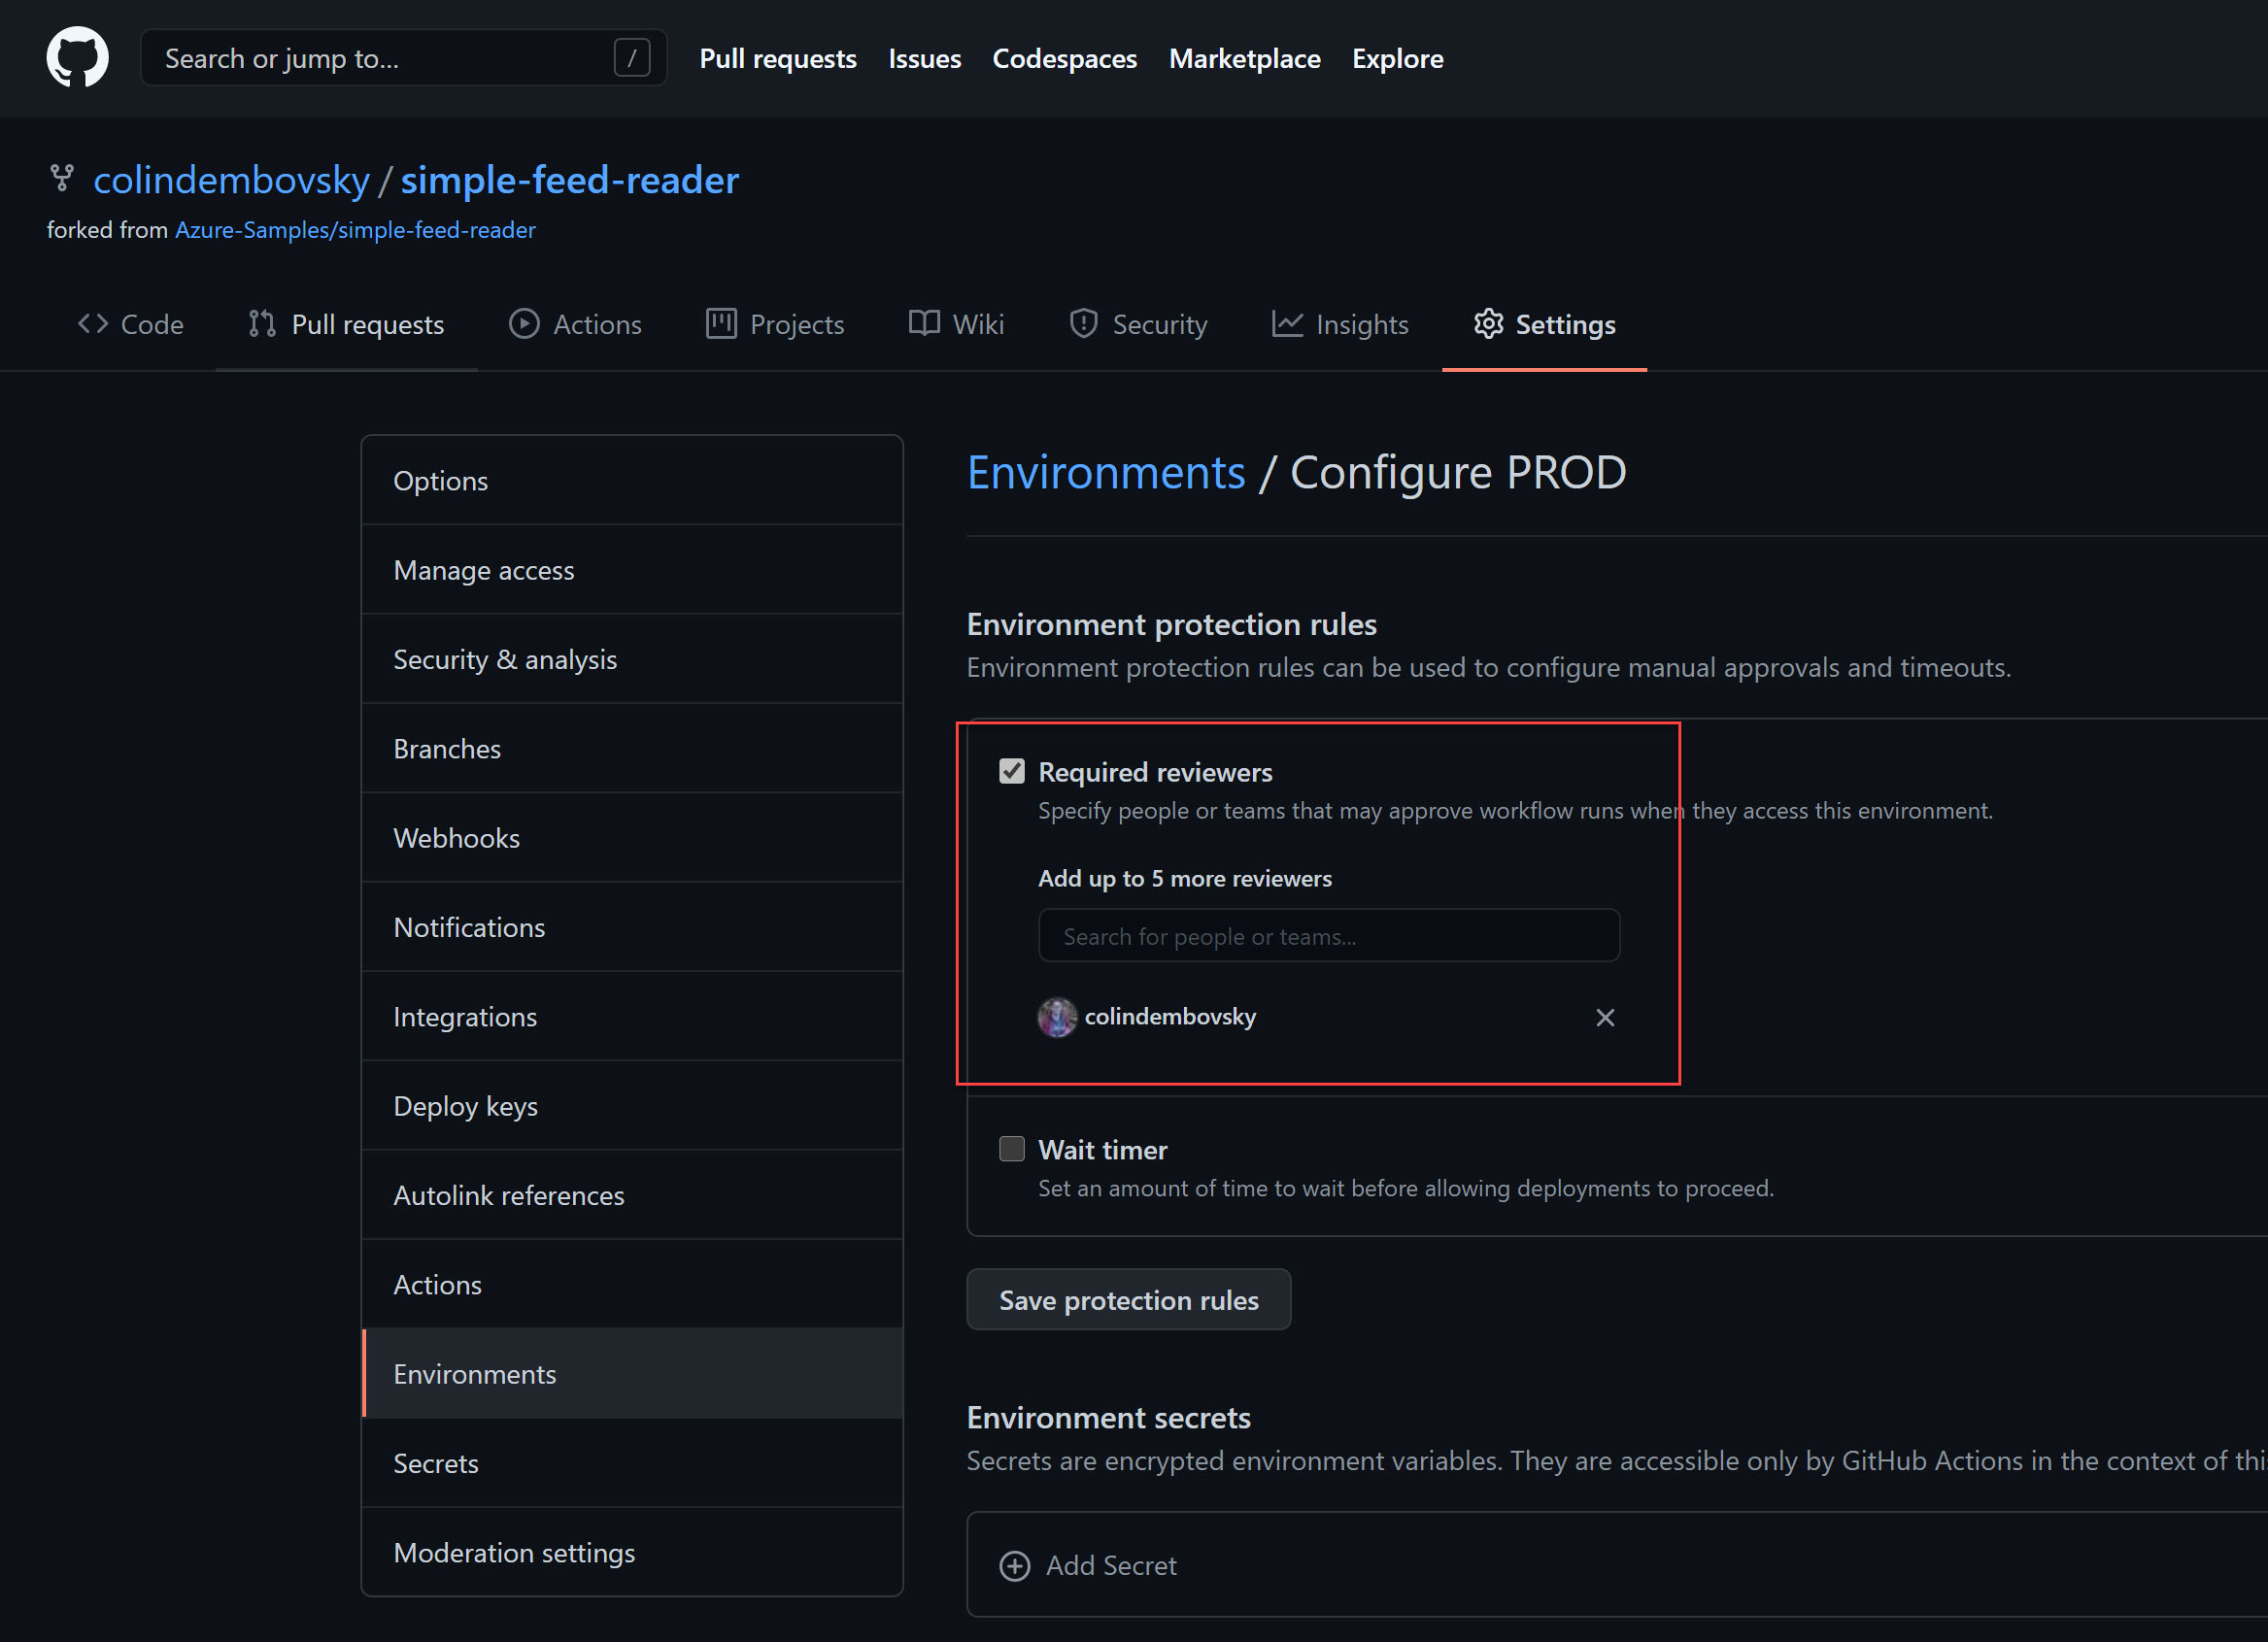 Search or jump to... /
Pull requests Issues Codespaces Marketplace Explore
colindembovsky / simple-feed-reader
forked from Azure-Samples/simple-feed-reader
Code Pull requests Actions Projects Wiki Security Insights Settings
Options
Manage access
Security & analysis
Branches
Webhooks
Notifications
Integrations
Deploy keys
Autolink references
Actions
Environments
Secrets
Moderation settings
Environments / Configure PROD
Environment protection rules
Environment protection rules can be used to configure manual approvals and timeouts.
Required reviewers
Specify people or teams that may approve workflow runs when they access this environment.
Add up to 5 more reviewers
Search for people or teams...
colindembovsky
Wait timer
Set an amount of time to wait before allowing deployments to proceed.
Save protection rules
Environment secrets
Secrets are encrypted environment variables. They are accessible only by GitHub Actions in the context of
Add Secret